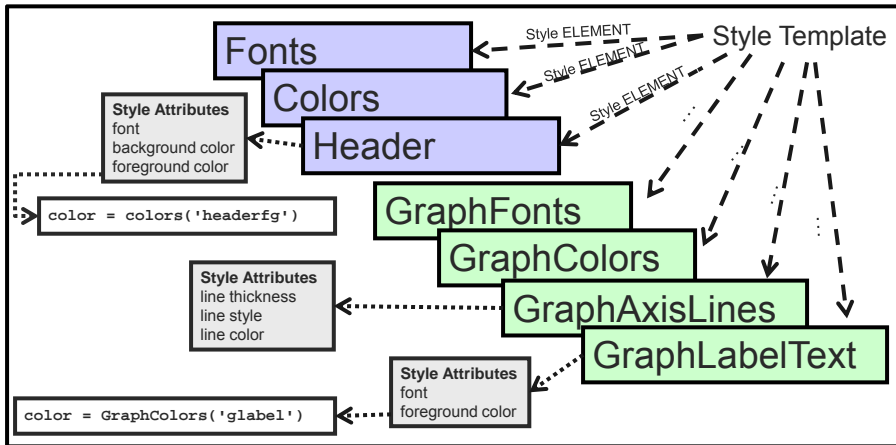 Style Template
Style ELEMENT
Style ELEMENT
Style ELEMENT
Fonts
Colors
Header
Style Attributes
font
background color
foreground color
color = colors('headerfg')
...
...
...
...
GraphFonts
GraphColors
GraphAxisLines
GraphLabelText
Style Attributes
line thickness
line style
line color
Style Attributes
font
foreground color
color = GraphColors('glabel')